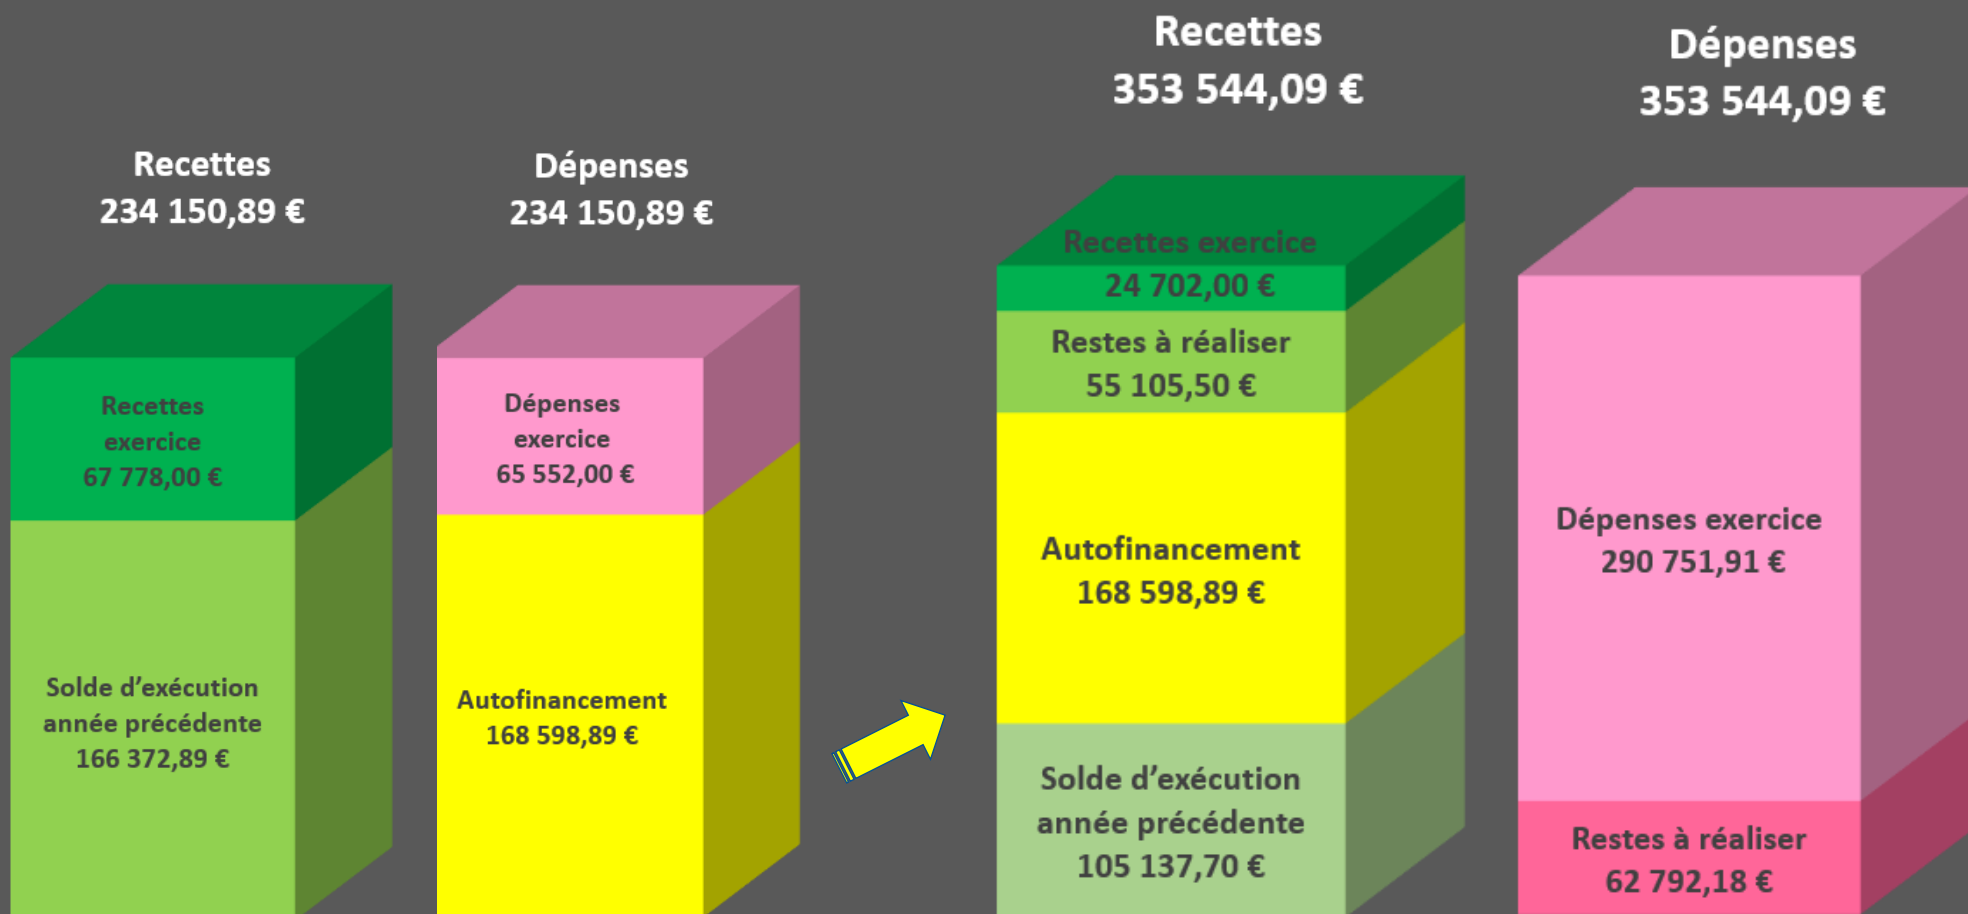 Recettes
234 150,89 €
Recettes
exercice
67 778,00 €
Solde d’exécution
année précédente
166 372,89 €
Dépenses
234 150,89 €
Dépenses
exercice
65 552,00 €
Autofinancement
168 598,89 €
Recettes
353 544,09 €
Recettes exercice
24 702,00 €
Restes à réaliser
55 105,50 €
Autofinancement
168 598,89 €
Solde d’exécution
année précédente
105 137,70 €
Dépenses
353 544,09 €
Dépenses exercice
290 751,91 €
Restes à réaliser
62 792,18 €